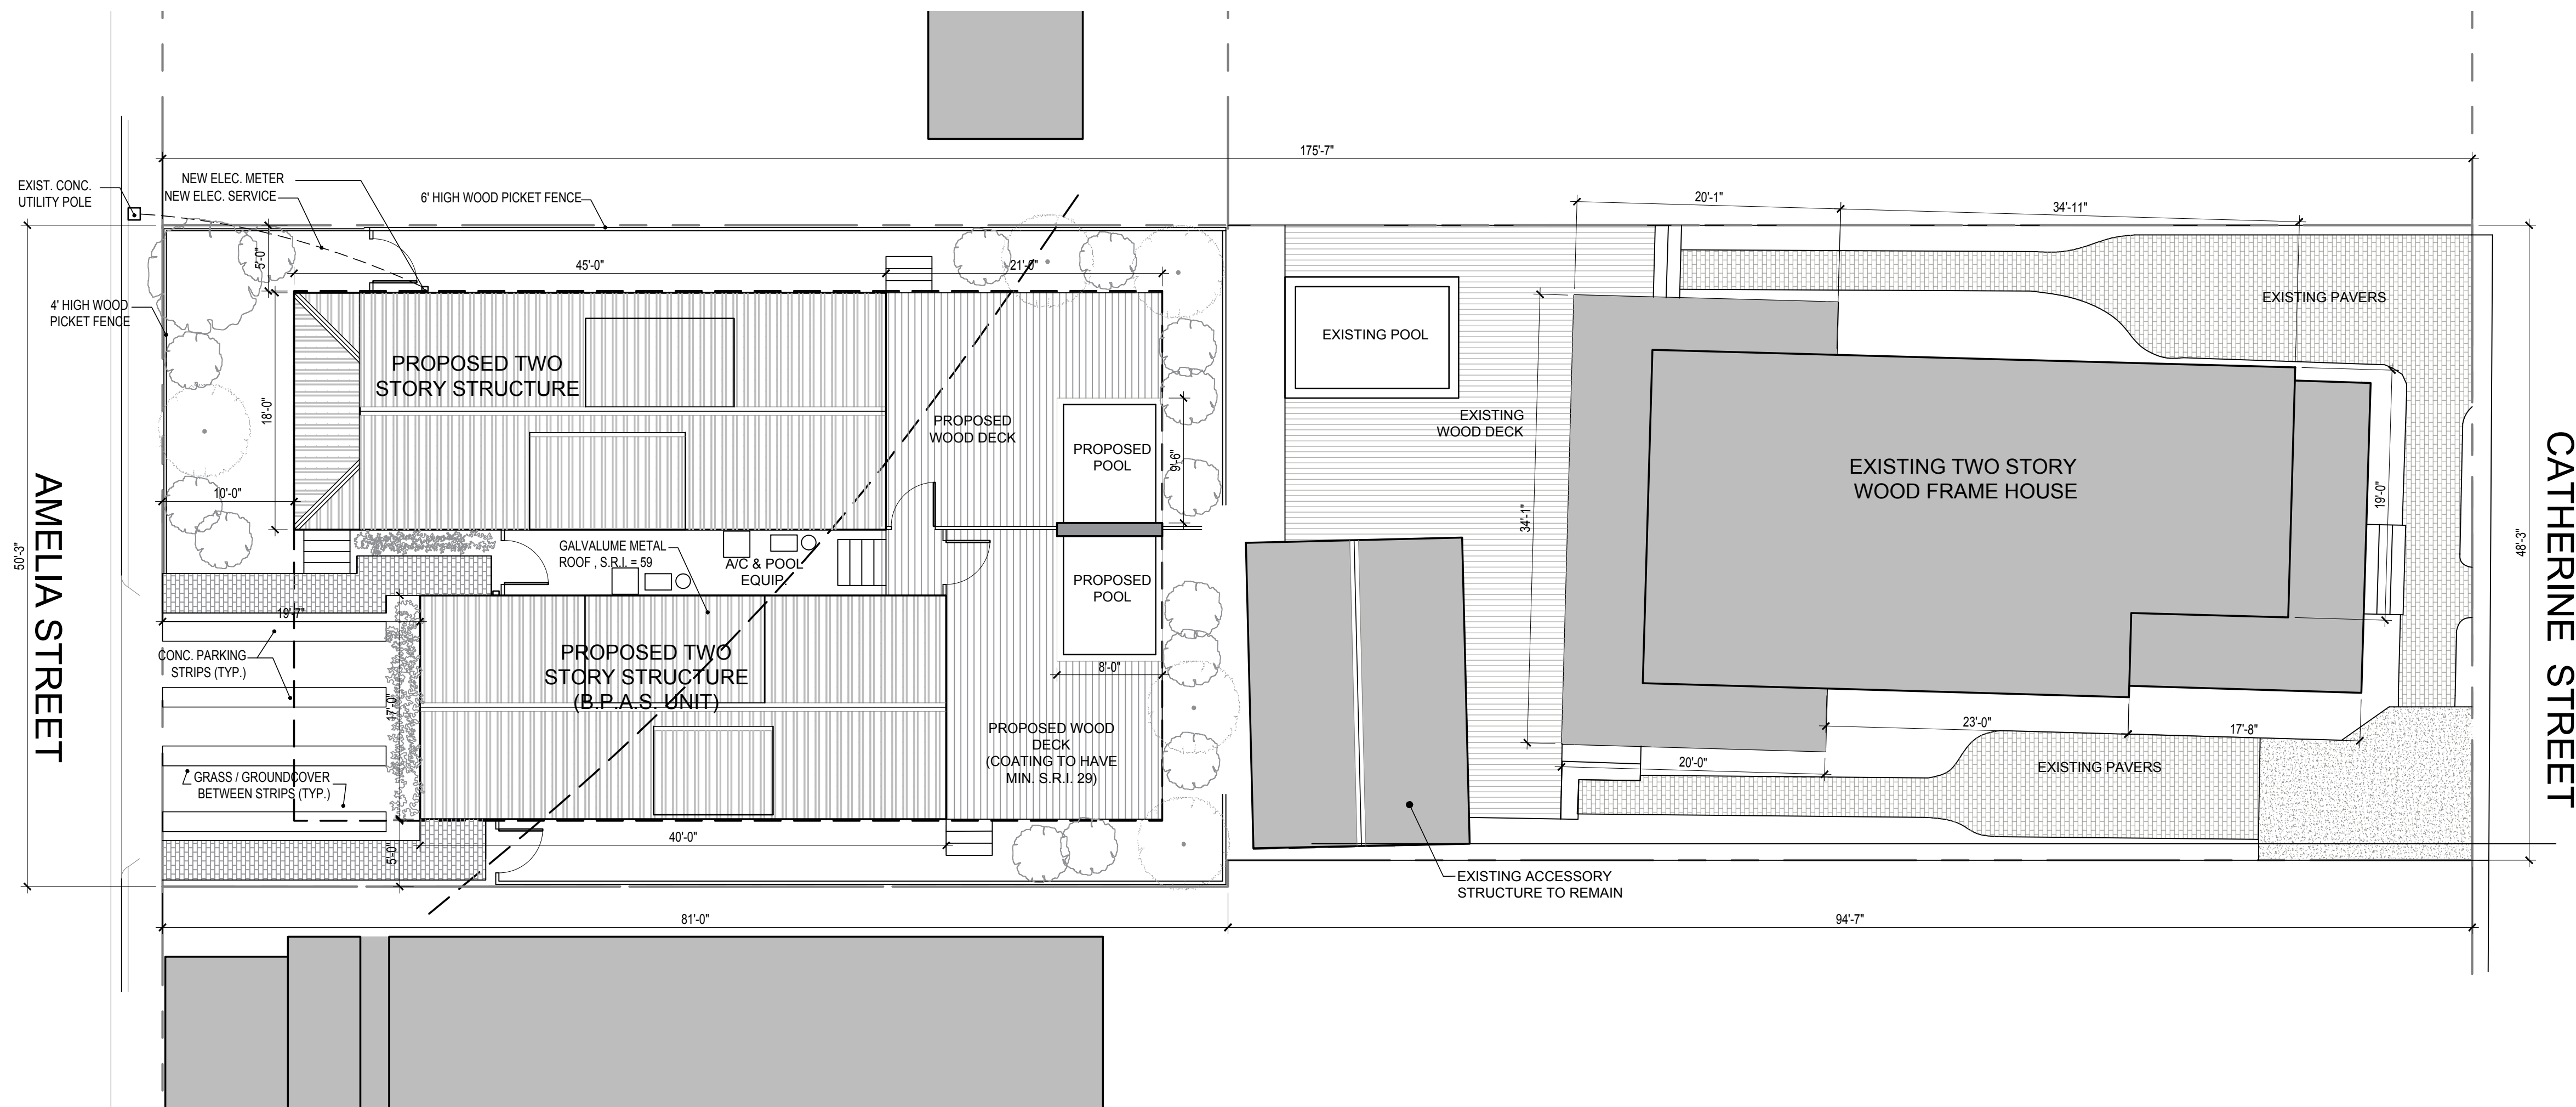 175'-7"
EXIST. CONC.
UTILITY POLE
NEW ELEC. METER
NEW ELEC. SERVICE
6' HIGH WOOD PICKET FENCE
20'-1"
34'-11"
5'-0"
45'-0"
21'-0"
4' HIGH WOOD
PICKET FENCE
PROPOSED TWO
STORY STRUCTURE
18'-0"
10'-0"
PROPOSED
WOOD DECK
PROPOSED
POOL
9'-6"
EXISTING POOL
EXISTING
WOOD DECK
EXISTING PAVERS
EXISTING TWO STORY
WOOD FRAME HOUSE
34'-1"
19'-0"
48'-3"
CATHERINE STREET
AMELIA STREET
50'-3"
GALVALUME METAL
ROOF , S.R.I. = 59
A/C & POOL
EQUIP.
PROPOSED
POOL
19'-7"
CONC. PARKING
STRIPS (TYP.)
17'-0"
PROPOSED TWO
STORY STRUCTURE
(B.P.A.S. UNIT)
8'-0"
PROPOSED WOOD
DECK
(COATING TO HAVE
MIN. S.R.I. 29)
GRASS / GROUNDCOVER
BETWEEN STRIPS (TYP.)
5'-0"
40'-0"
23'-0"
17'-8"
20'-0"
EXISTING PAVERS
EXISTING ACCESSORY
STRUCTURE TO REMAIN
81'-0"
94'-7"